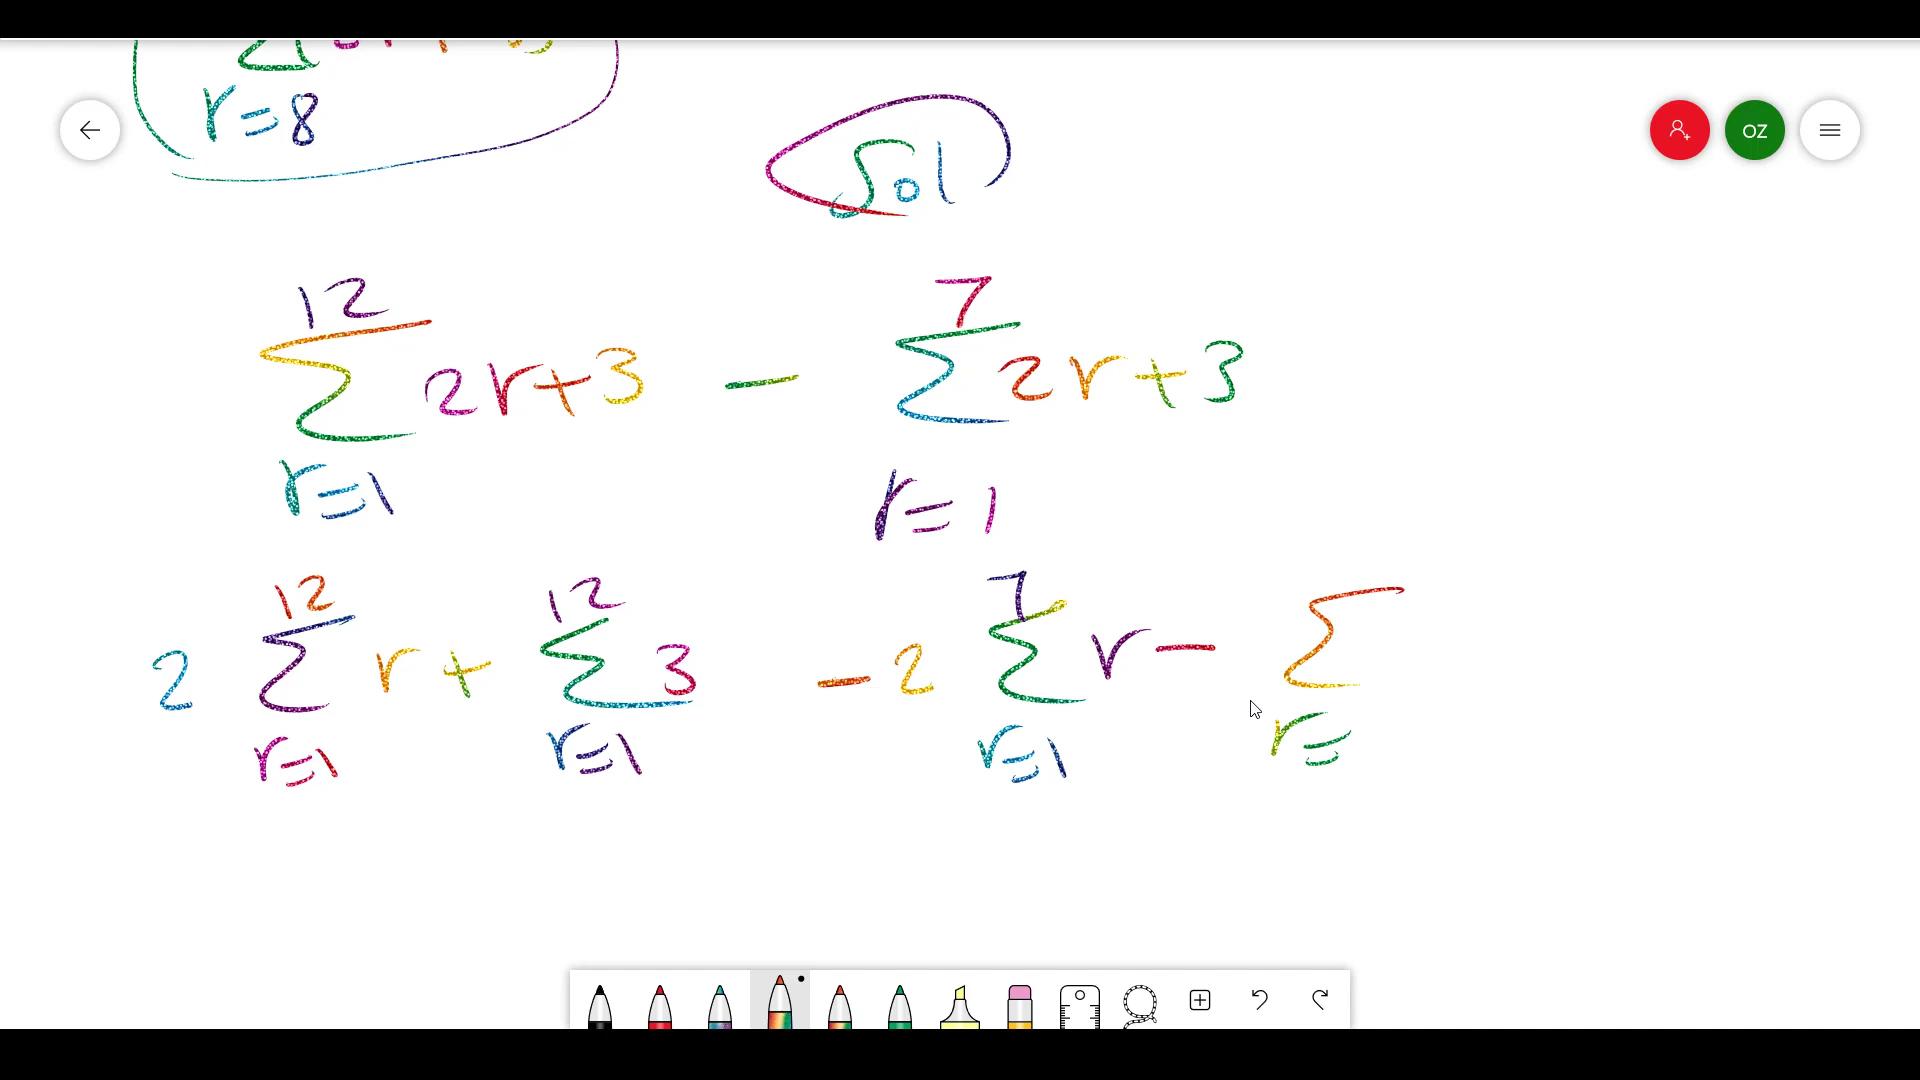 r=8
OZ
Sol
12 7
∑ 2r+3 - ∑ 2r+3
r=1 r=1
12 12 7
2 ∑ r + ∑ 3 - 2 ∑ r - ∑
r=1 r=1 r=1 r=